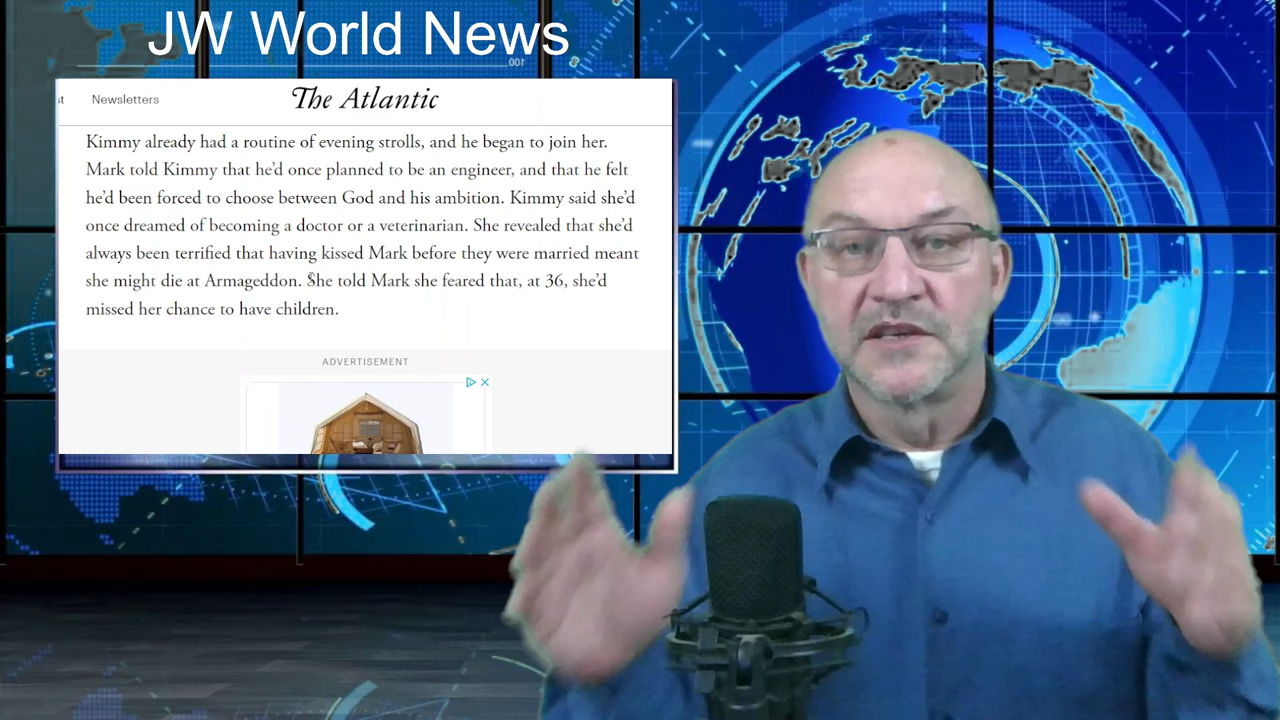 JW World News
001
st Newsletters
The Atlantic
Kimmy already had a routine of evening strolls, and he began to join her.
Mark told Kimmy that he’d once planned to be an engineer, and that he felt
he’d been forced to choose between God and his ambition. Kimmy said she’d
once dreamed of becoming a doctor or a veterinarian. She revealed that she’d
always been terrified that having kissed Mark before they were married meant
she might die at Armageddon. She told Mark she feared that, at 36, she’d
missed her chance to have children.
ADVERTISEMENT